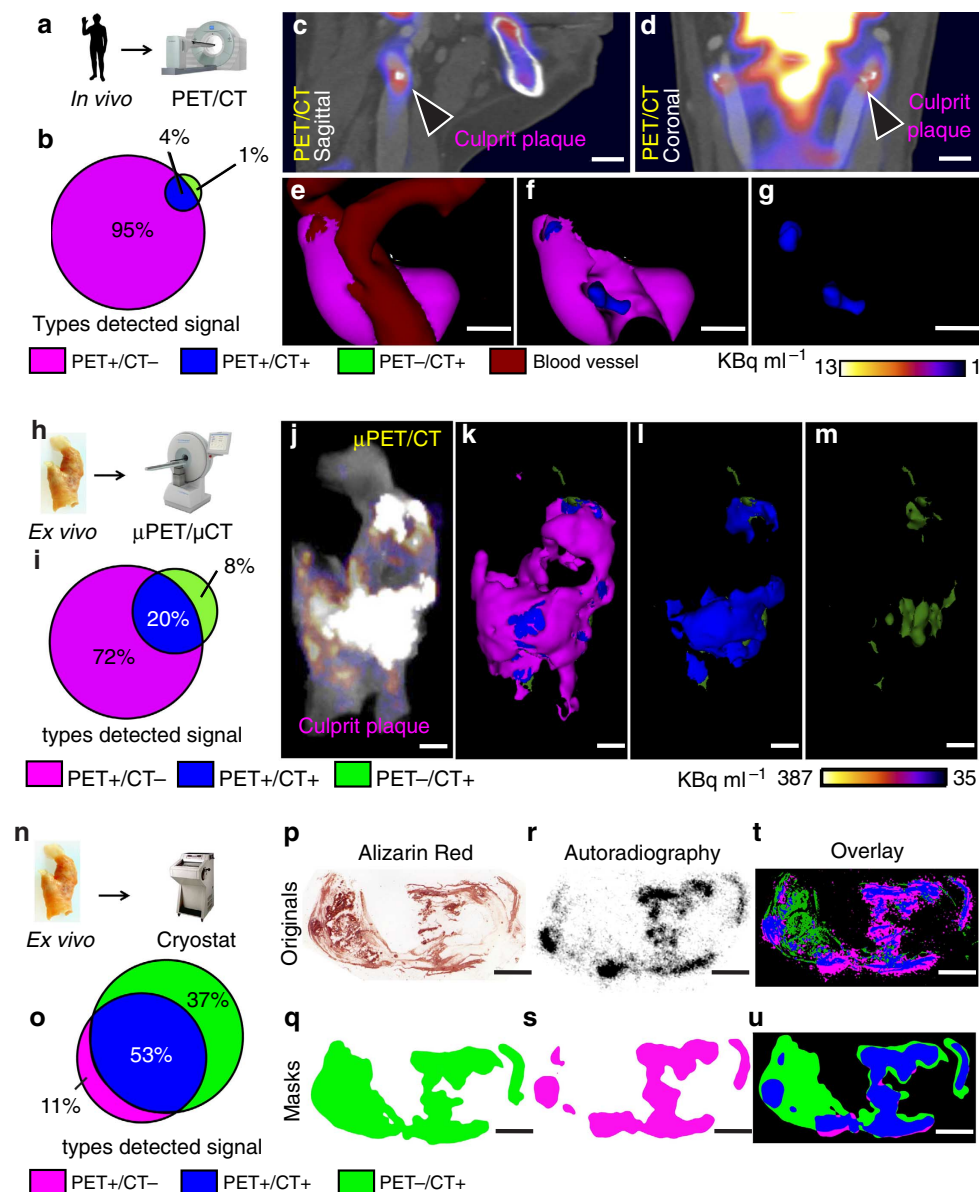 a
In vivo
PET/CT
b
4%
1%
95%
Types detected signal
PET+/CT–
PET+/CT+
PET–/CT+
Blood vessel
c
PET/CT
Sagittal
Culprit plaque
d
PET/CT
Coronal
Culprit
plaque
e
f
g
KBq ml⁻¹
13
1
h
Ex vivo
μPET/μCT
i
8%
20%
72%
types detected signal
PET+/CT–
PET+/CT+
PET–/CT+
j
μPET/CT
Culprit plaque
k
l
m
KBq ml⁻¹
387
35
n
Ex vivo
Cryostat
o
37%
53%
11%
types detected signal
PET+/CT–
PET+/CT+
PET–/CT+
p
Alizarin Red
r
Autoradiography
t
Overlay
Originals
q
s
u
Masks